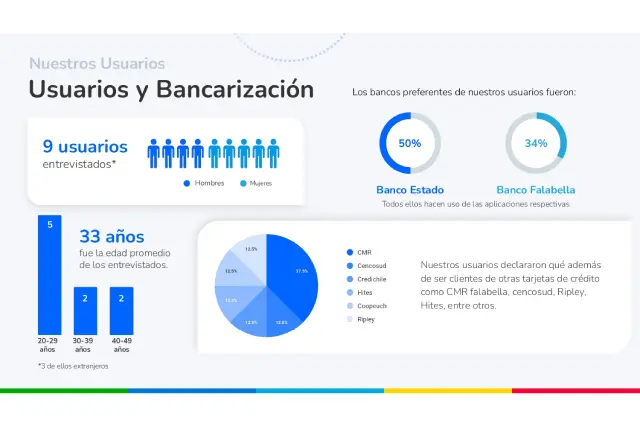 Nuestros Usuarios
Usuarios y Bancarización
9 usuarios
entrevistados*
Hombres
Mujeres
Los bancos preferentes de nuestros usuarios fueron:
50%
34%
Banco Estado
Banco Falabella
Todos ellos hacen uso de las aplicaciones respectivas
5
2
2
20-29
años
30-39
años
40-49
años
33 años
fue la edad promedio
de los entrevistados.
*3 de ellos extranjeros
12.5%
12.5%
12.5%
12.5%
CMR
Cencosud
Credichile
Hites
Coopeuch
Ripley
Nuestros usuarios declararon qué además
de ser clientes de otras tarjetas de crédito
como CMR falabella, cencosud, Ripley,
Hites, entre otros.